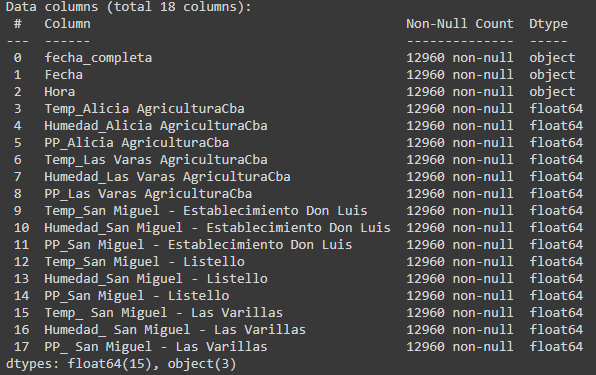 Data columns (total 18 columns):
 #   Column                                       Non-Null Count  Dtype
---  ------                                       --------------  -----
 0   fecha_completa                               12960 non-null  object
 1   Fecha                                        12960 non-null  object
 2   Hora                                         12960 non-null  object
 3   Temp_Alicia AgriculturaCba                   12960 non-null  float64
 4   Humedad_Alicia AgriculturaCba                12960 non-null  float64
 5   PP_Alicia AgriculturaCba                     12960 non-null  float64
 6   Temp_Las Varas AgriculturaCba                12960 non-null  float64
 7   Humedad_Las Varas AgriculturaCba             12960 non-null  float64
 8   PP_Las Varas AgriculturaCba                  12960 non-null  float64
 9   Temp_San Miguel - Establecimiento Don Luis   12960 non-null  float64
 10  Humedad_San Miguel - Establecimiento Don Luis  12960 non-null  float64
 11  PP_San Miguel - Establecimiento Don Luis     12960 non-null  float64
 12  Temp_San Miguel - Listello                   12960 non-null  float64
 13  Humedad_San Miguel - Listello                12960 non-null  float64
 14  PP_San Miguel - Listello                     12960 non-null  float64
 15  Temp_ San Miguel - Las Varillas              12960 non-null  float64
 16  Humedad_ San Miguel - Las Varillas           12960 non-null  float64
 17  PP_ San Miguel - Las Varillas                12960 non-null  float64
dtypes: float64(15), object(3)